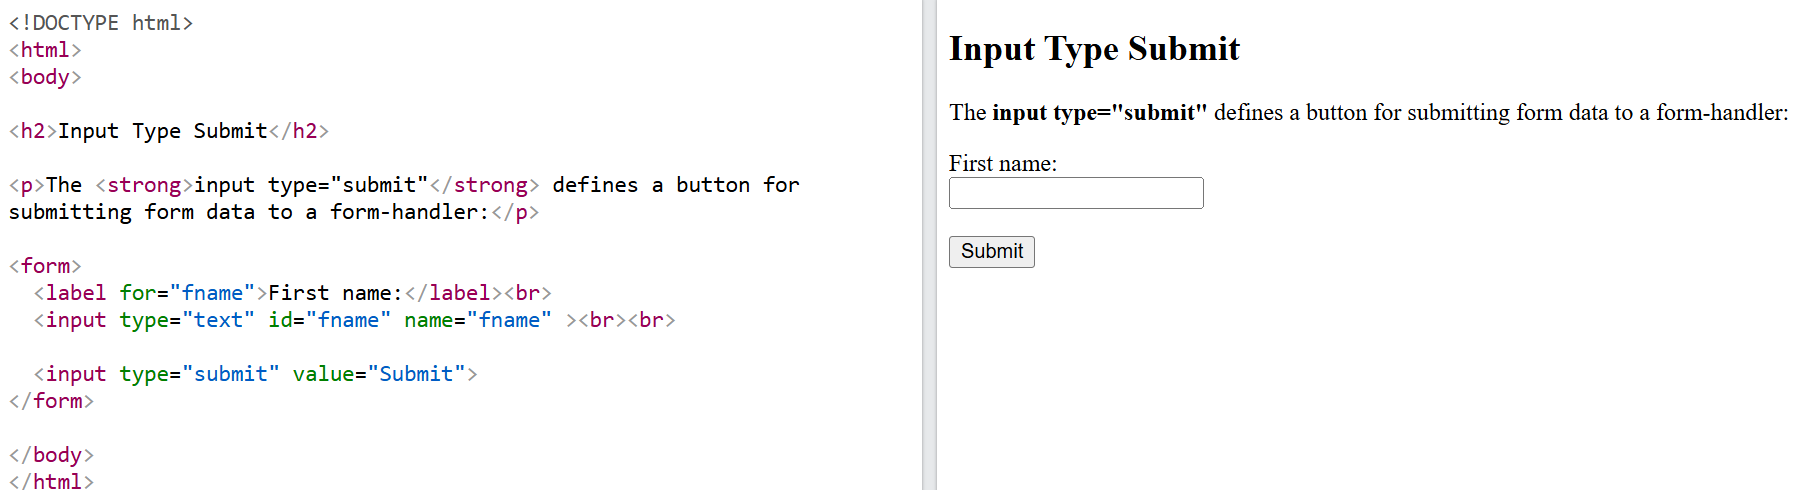 <!DOCTYPE html>
<html>
<body>
<h2>Input Type Submit</h2>
<p>The <strong>input type="submit"</strong> defines a button for
submitting form data to a form-handler:</p>
<form>
  <label for="fname">First name:</label><br>
  <input type="text" id="fname" name="fname" ><br><br>
  <input type="submit" value="Submit">
</form>
</body>
</html>
Input Type Submit
The input type="submit" defines a button for submitting form data to a form-handler:
First name:
Submit